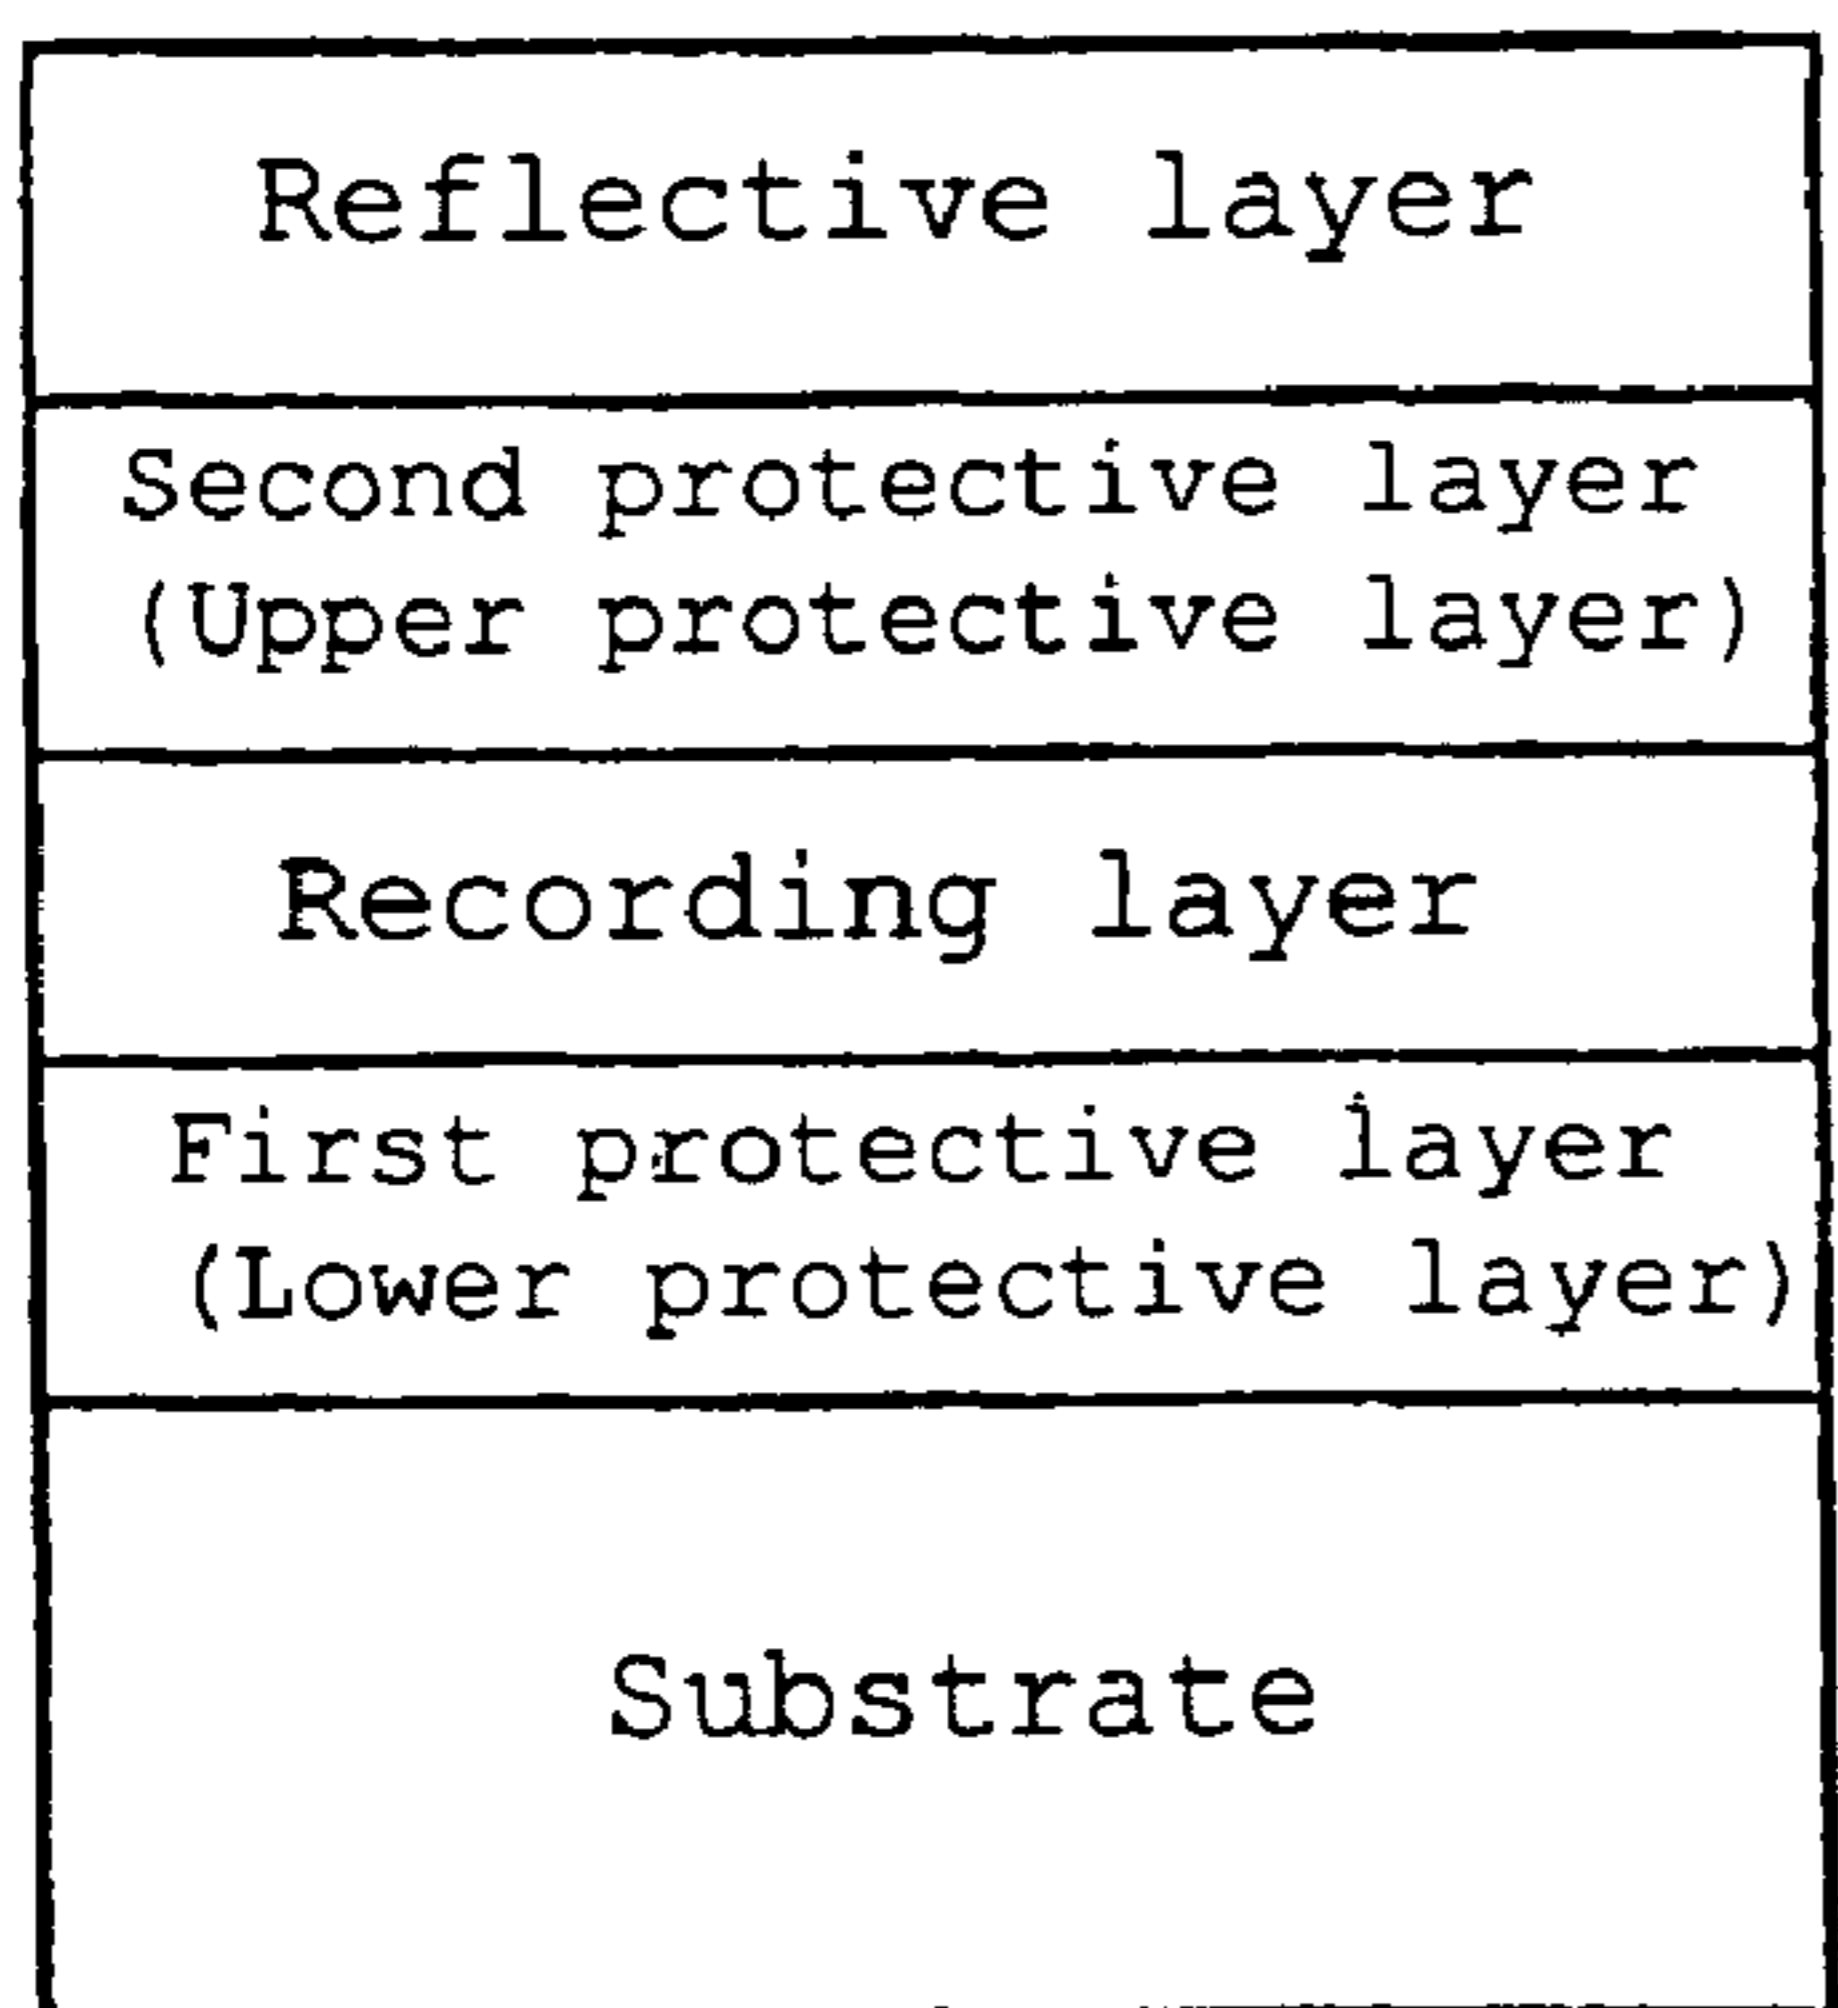 Reflective layer
Second protective layer
(Upper protective layer)
Recording layer
First protective layer
(Lower protective layer)
Substrate